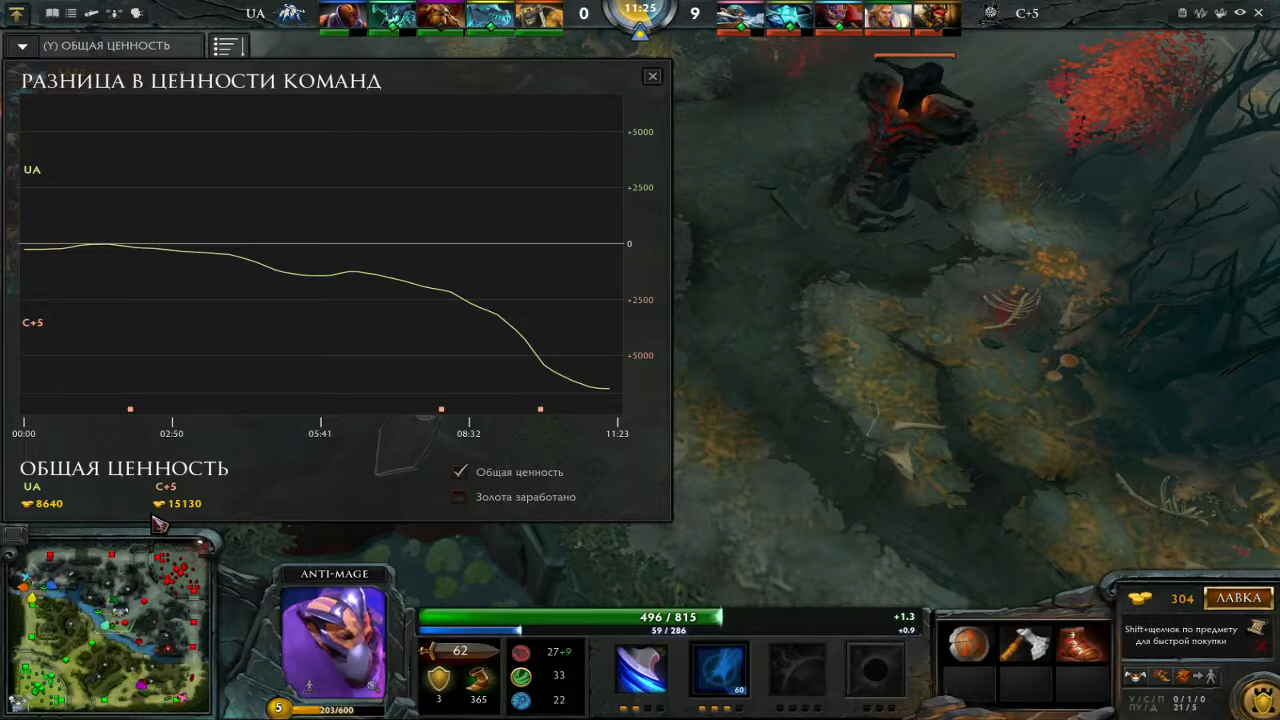 UA 0 11:25 9 C+5
(Y) ОБЩАЯ ЦЕННОСТЬ
РАЗНИЦА В ЦЕННОСТИ КОМАНД
+5000
UA
+2500
0
+2500
C+5
+5000
00:00 02:50 05:41 08:32 11:23
ОБЩАЯ ЦЕННОСТЬ
UA C+5
8640 15130
Общая ценность
Золота заработано
ANTI-MAGE
5 203/600
496 / 815 +1.3
59 / 286 +0.9
62
3 365
27+9
33
22
60
304 ЛАВКА
Shift+щелчок по предмету
для быстрой покупки
У/С/П 0/1/0
ПУ/Д 21/5